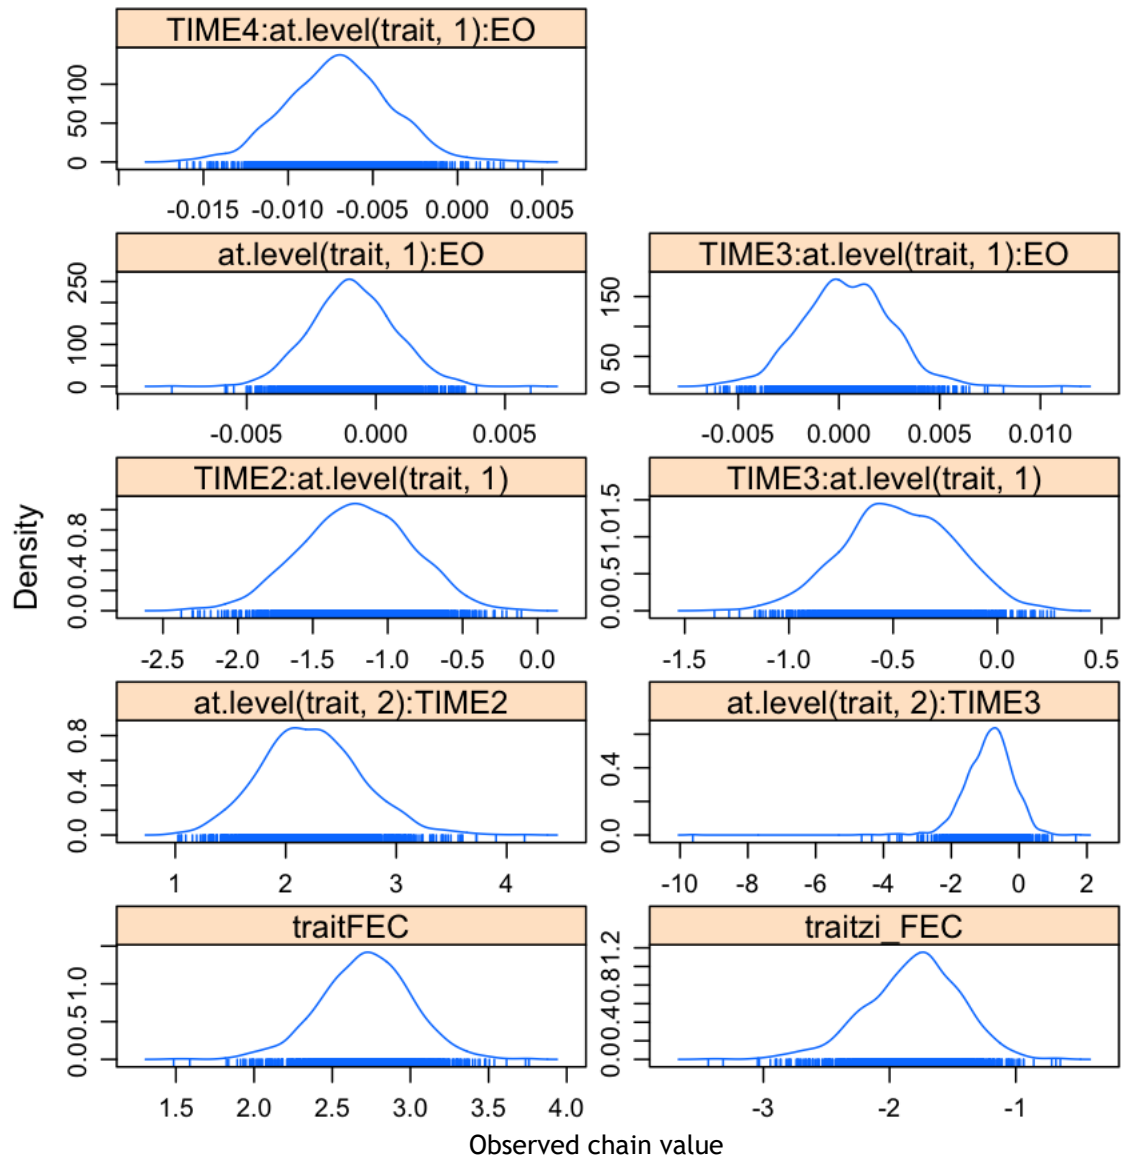 TIME4:at.level(trait, 1):EO
0 50 100
-0.015 -0.010 -0.005 0.000 0.005
at.level(trait, 1):EO
TIME3:at.level(trait, 1):EO
0 100 250
0 50 150
-0.005 0.000 0.005
-0.005 0.000 0.005 0.010
TIME2:at.level(trait, 1)
TIME3:at.level(trait, 1)
Density
0.0 0.4 0.8
0.0 0.5 1.0 1.5
-2.5 -2.0 -1.5 -1.0 -0.5 0.0
-1.5 -1.0 -0.5 0.0 0.5
at.level(trait, 2):TIME2
at.level(trait, 2):TIME3
0.0 0.4 0.8
0.0 0.4
1 2 3 4
-10 -8 -6 -4 -2 0 2
traitFEC
traitzi_FEC
0.0 0.5 1.0
0.0 0.4 0.8 1.2
1.5 2.0 2.5 3.0 3.5 4.0
-3 -2 -1
Observed chain value